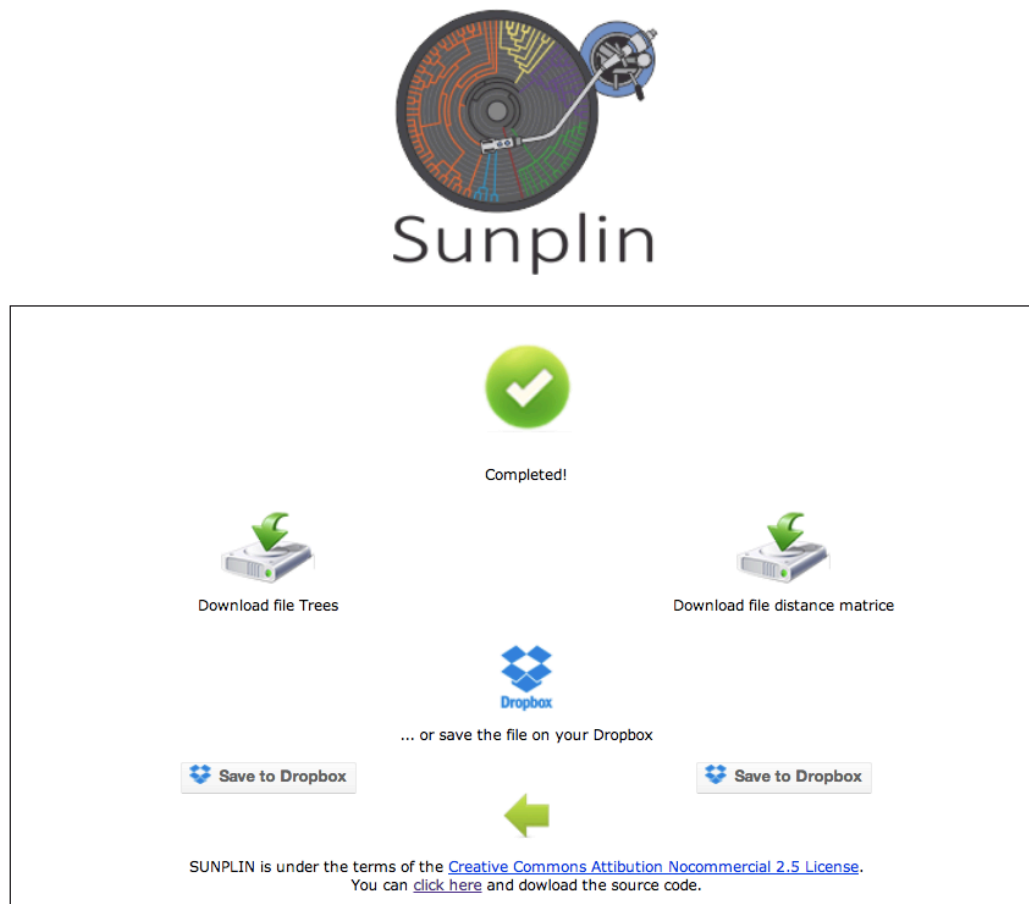 Sunplin
Completed!
Download file Trees
Download file distance matrice
Dropbox
... or save the file on your Dropbox
Save to Dropbox
Save to Dropbox
SUNPLIN is under the terms of the Creative Commons Attibution Nocommercial 2.5 License.
You can click here and dowload the source code.